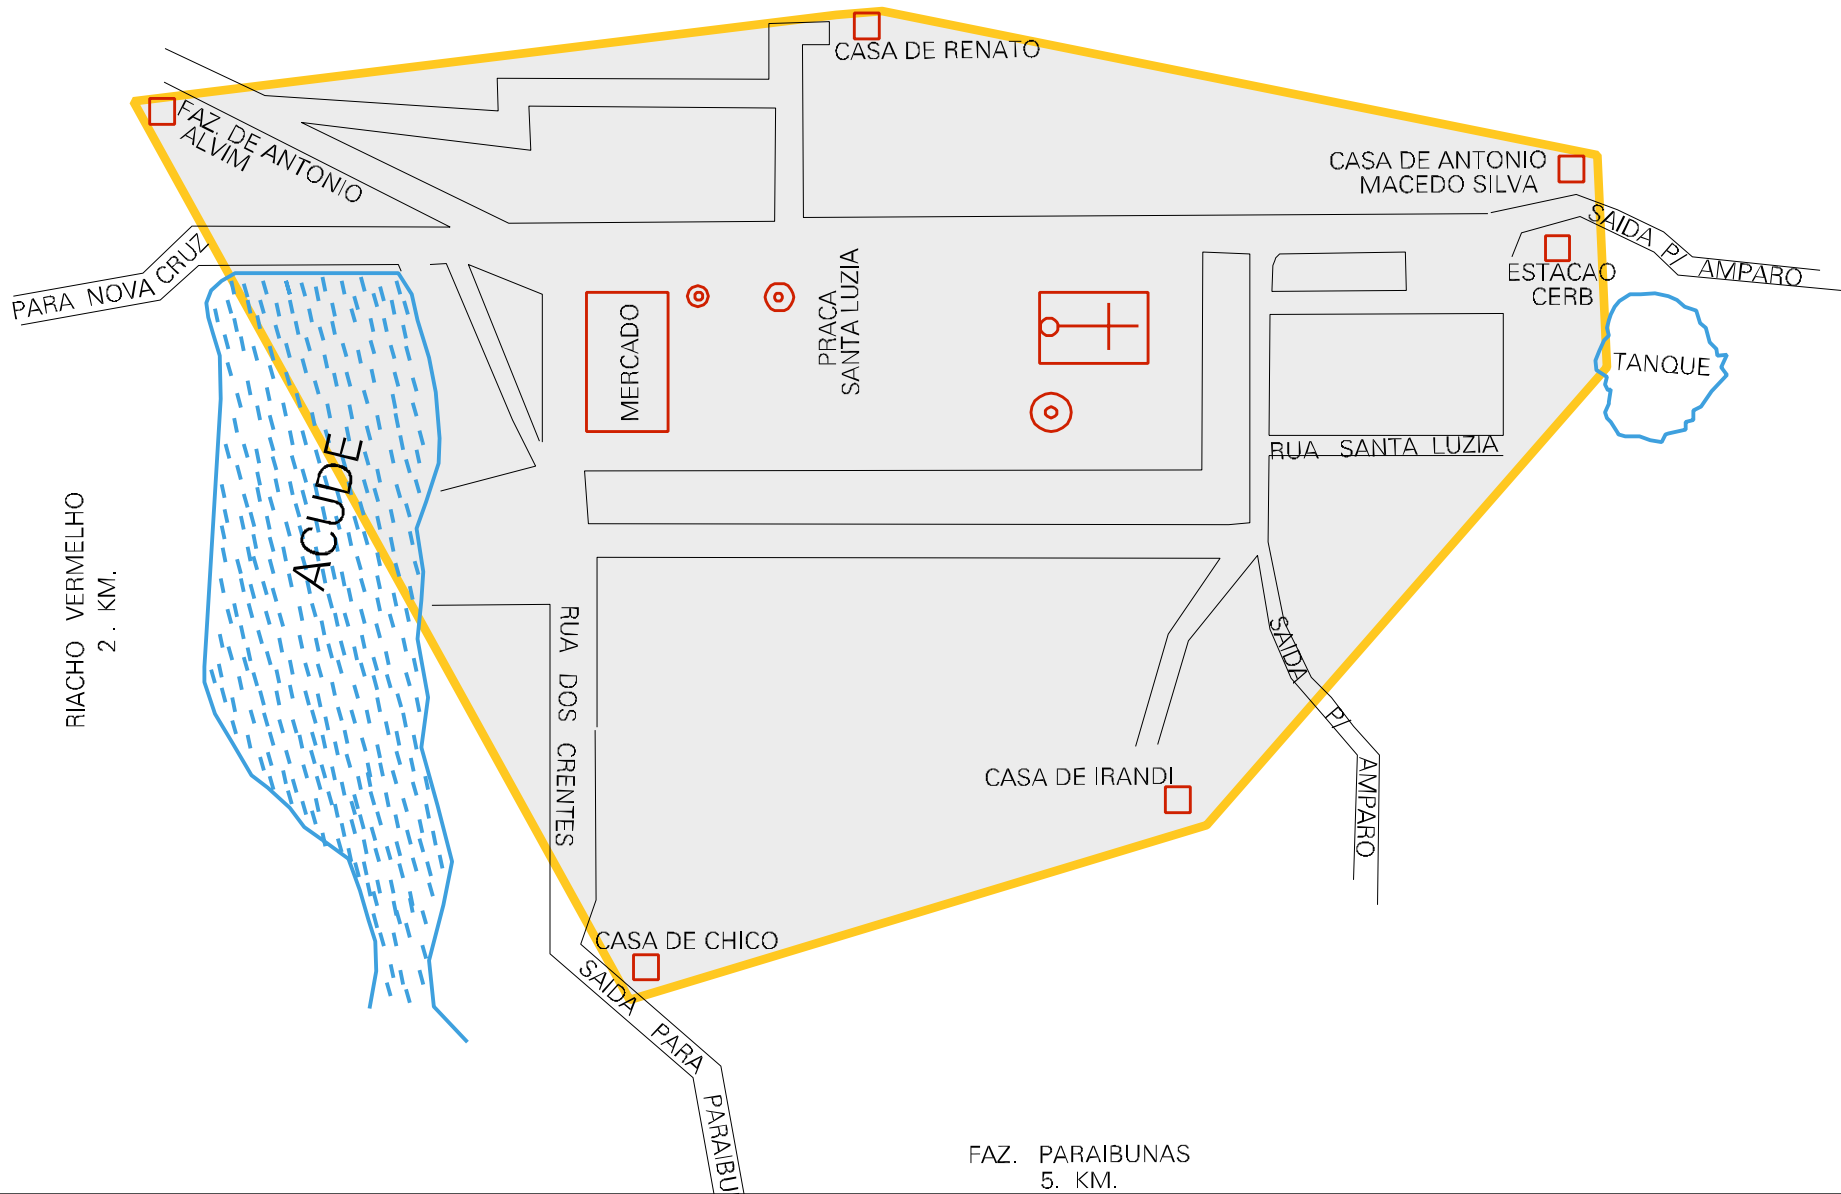 CASA DE RENATO
FAZ. DE ANTONIO
ALVIM
CASA DE ANTONIO
MACEDO SILVA
SAIDA P/ AMPARO
PARA NOVA CRUZ
ESTACAO
CERB
TANQUE
MERCADO
PRACA
SANTA LUZIA
RUA SANTA LUZIA
ACUDE
RIACHO VERMELHO
2. KM.
RUA DOS CRENTES
SAIDA P/ AMPARO
CASA DE IRANDI
CASA DE CHICO
SAIDA PARA PARAIBU
FAZ. PARAIBUNAS
5. KM.